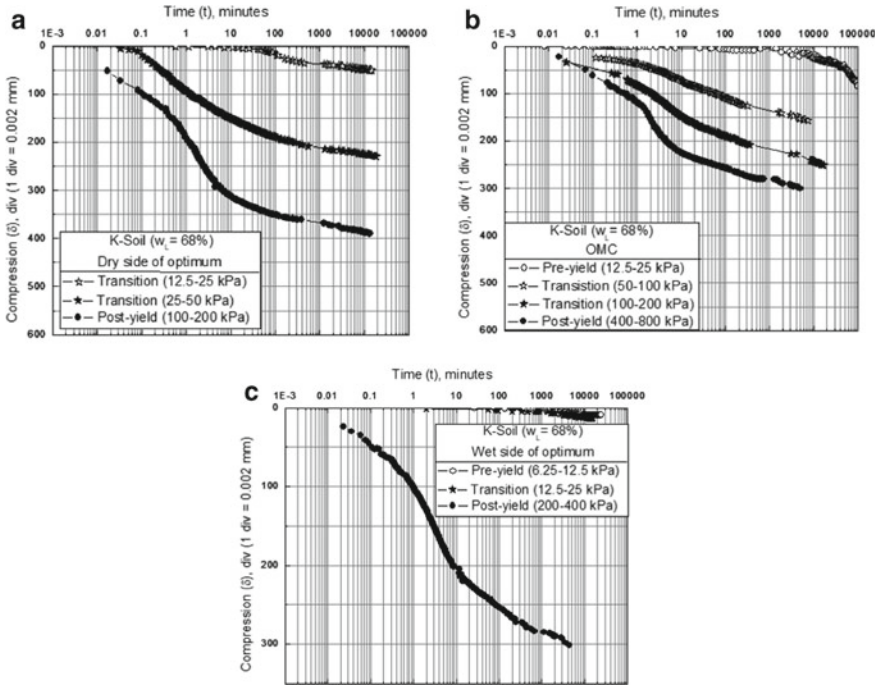 a
Time (t), minutes
1E-3 0.01 0.1 1 10 100 1000 10000 100000
0
100
200
300
400
500
600
Compression (δ), div (1 div = 0.002 mm)
K-Soil (wL= 68%)
Dry side of optimum
Transition (12.5-25 kPa)
Transition (25-50 kPa)
Post-yield (100-200 kPa)
b
Time (t), minutes
1E-3 0.01 0.1 1 10 100 1000 10000 100000
0
100
200
300
400
500
600
Compression (δ), div (1 div = 0.002 mm)
K-Soil (wL= 68%)
OMC
Pre-yield (12.5-25 kPa)
Transistion (50-100 kPa)
Transition (100-200 kPa)
Post-yield (400-800 kPa)
c
Time (t), minutes
1E-3 0.01 0.1 1 10 100 1000 10000 100000
0
100
200
300
Compression (δ), div (1 div = 0.002 mm)
K-Soil (wL= 68%)
Wet side of optimum
Pre-yield (6.25-12.5 kPa)
Transition (12.5-25 kPa)
Post-yield (200-400 kPa)